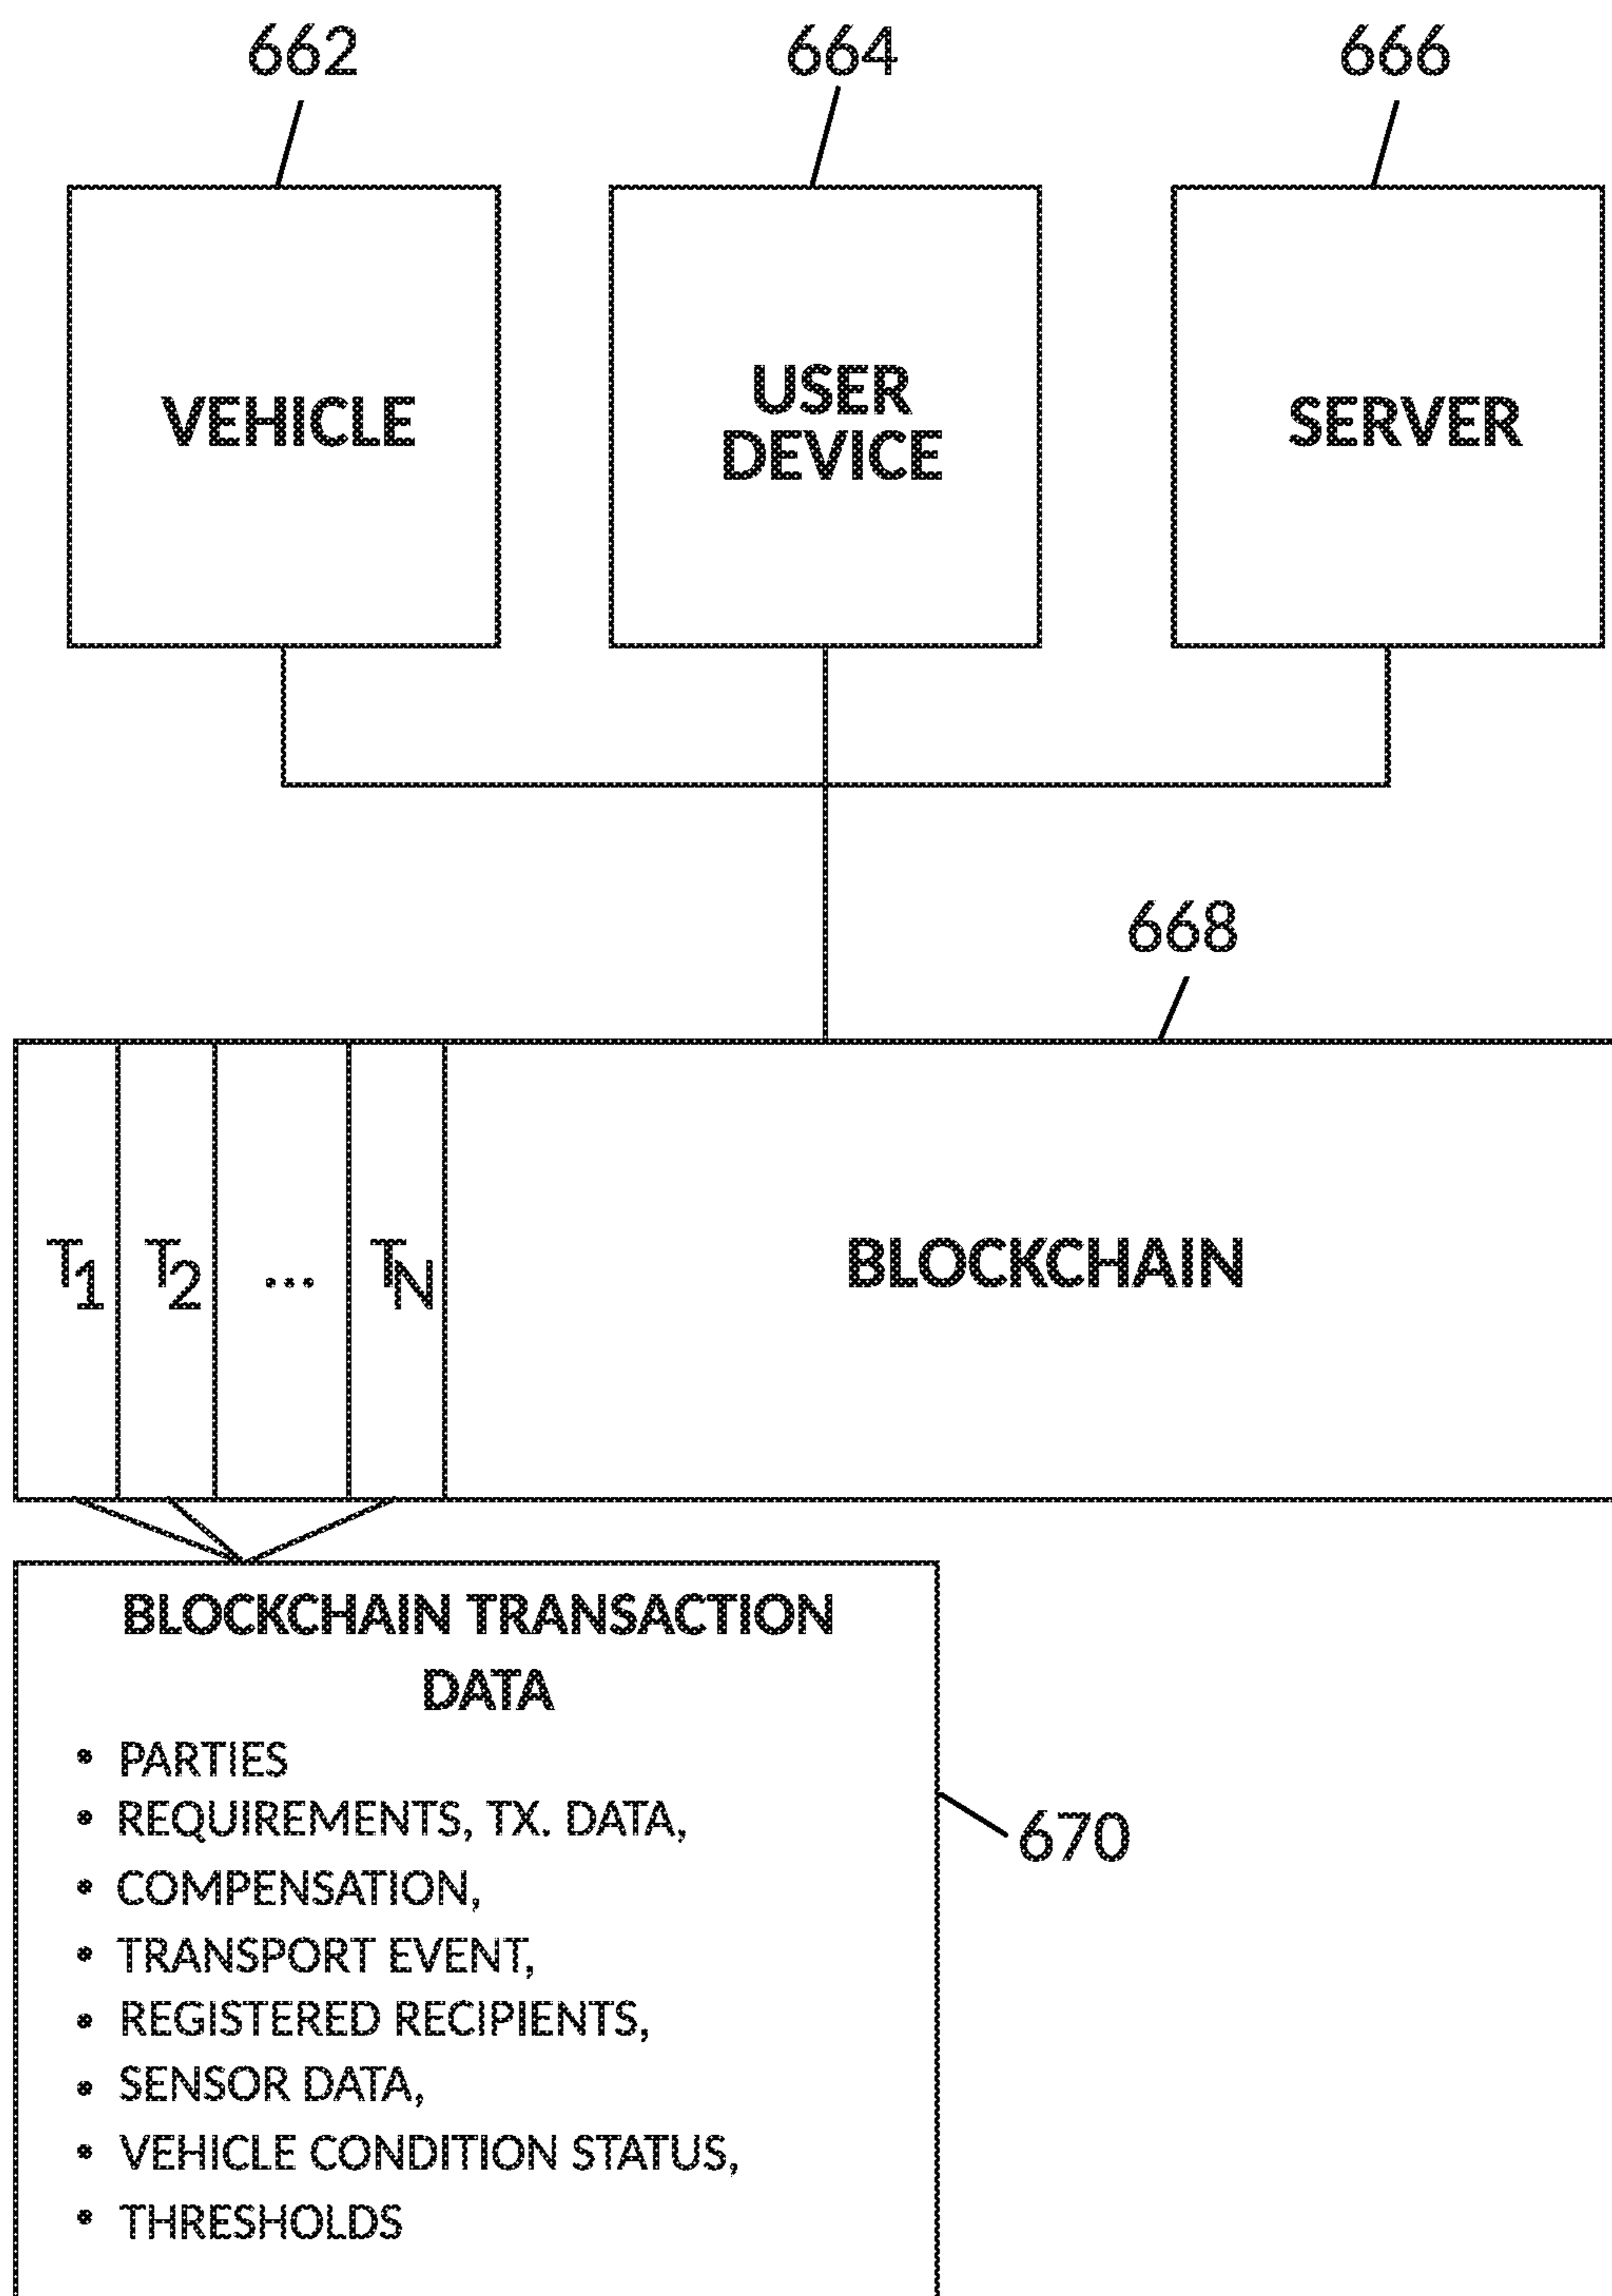 662 664 666
VEHICLE
USER
DEVICE
SERVER
668
T1 T2 ... TN
BLOCKCHAIN
BLOCKCHAIN TRANSACTION
DATA
• PARTIES
• REQUIREMENTS, TX. DATA,
• COMPENSATION,
• TRANSPORT EVENT,
• REGISTERED RECIPIENTS,
• SENSOR DATA,
• VEHICLE CONDITION STATUS,
• THRESHOLDS
670